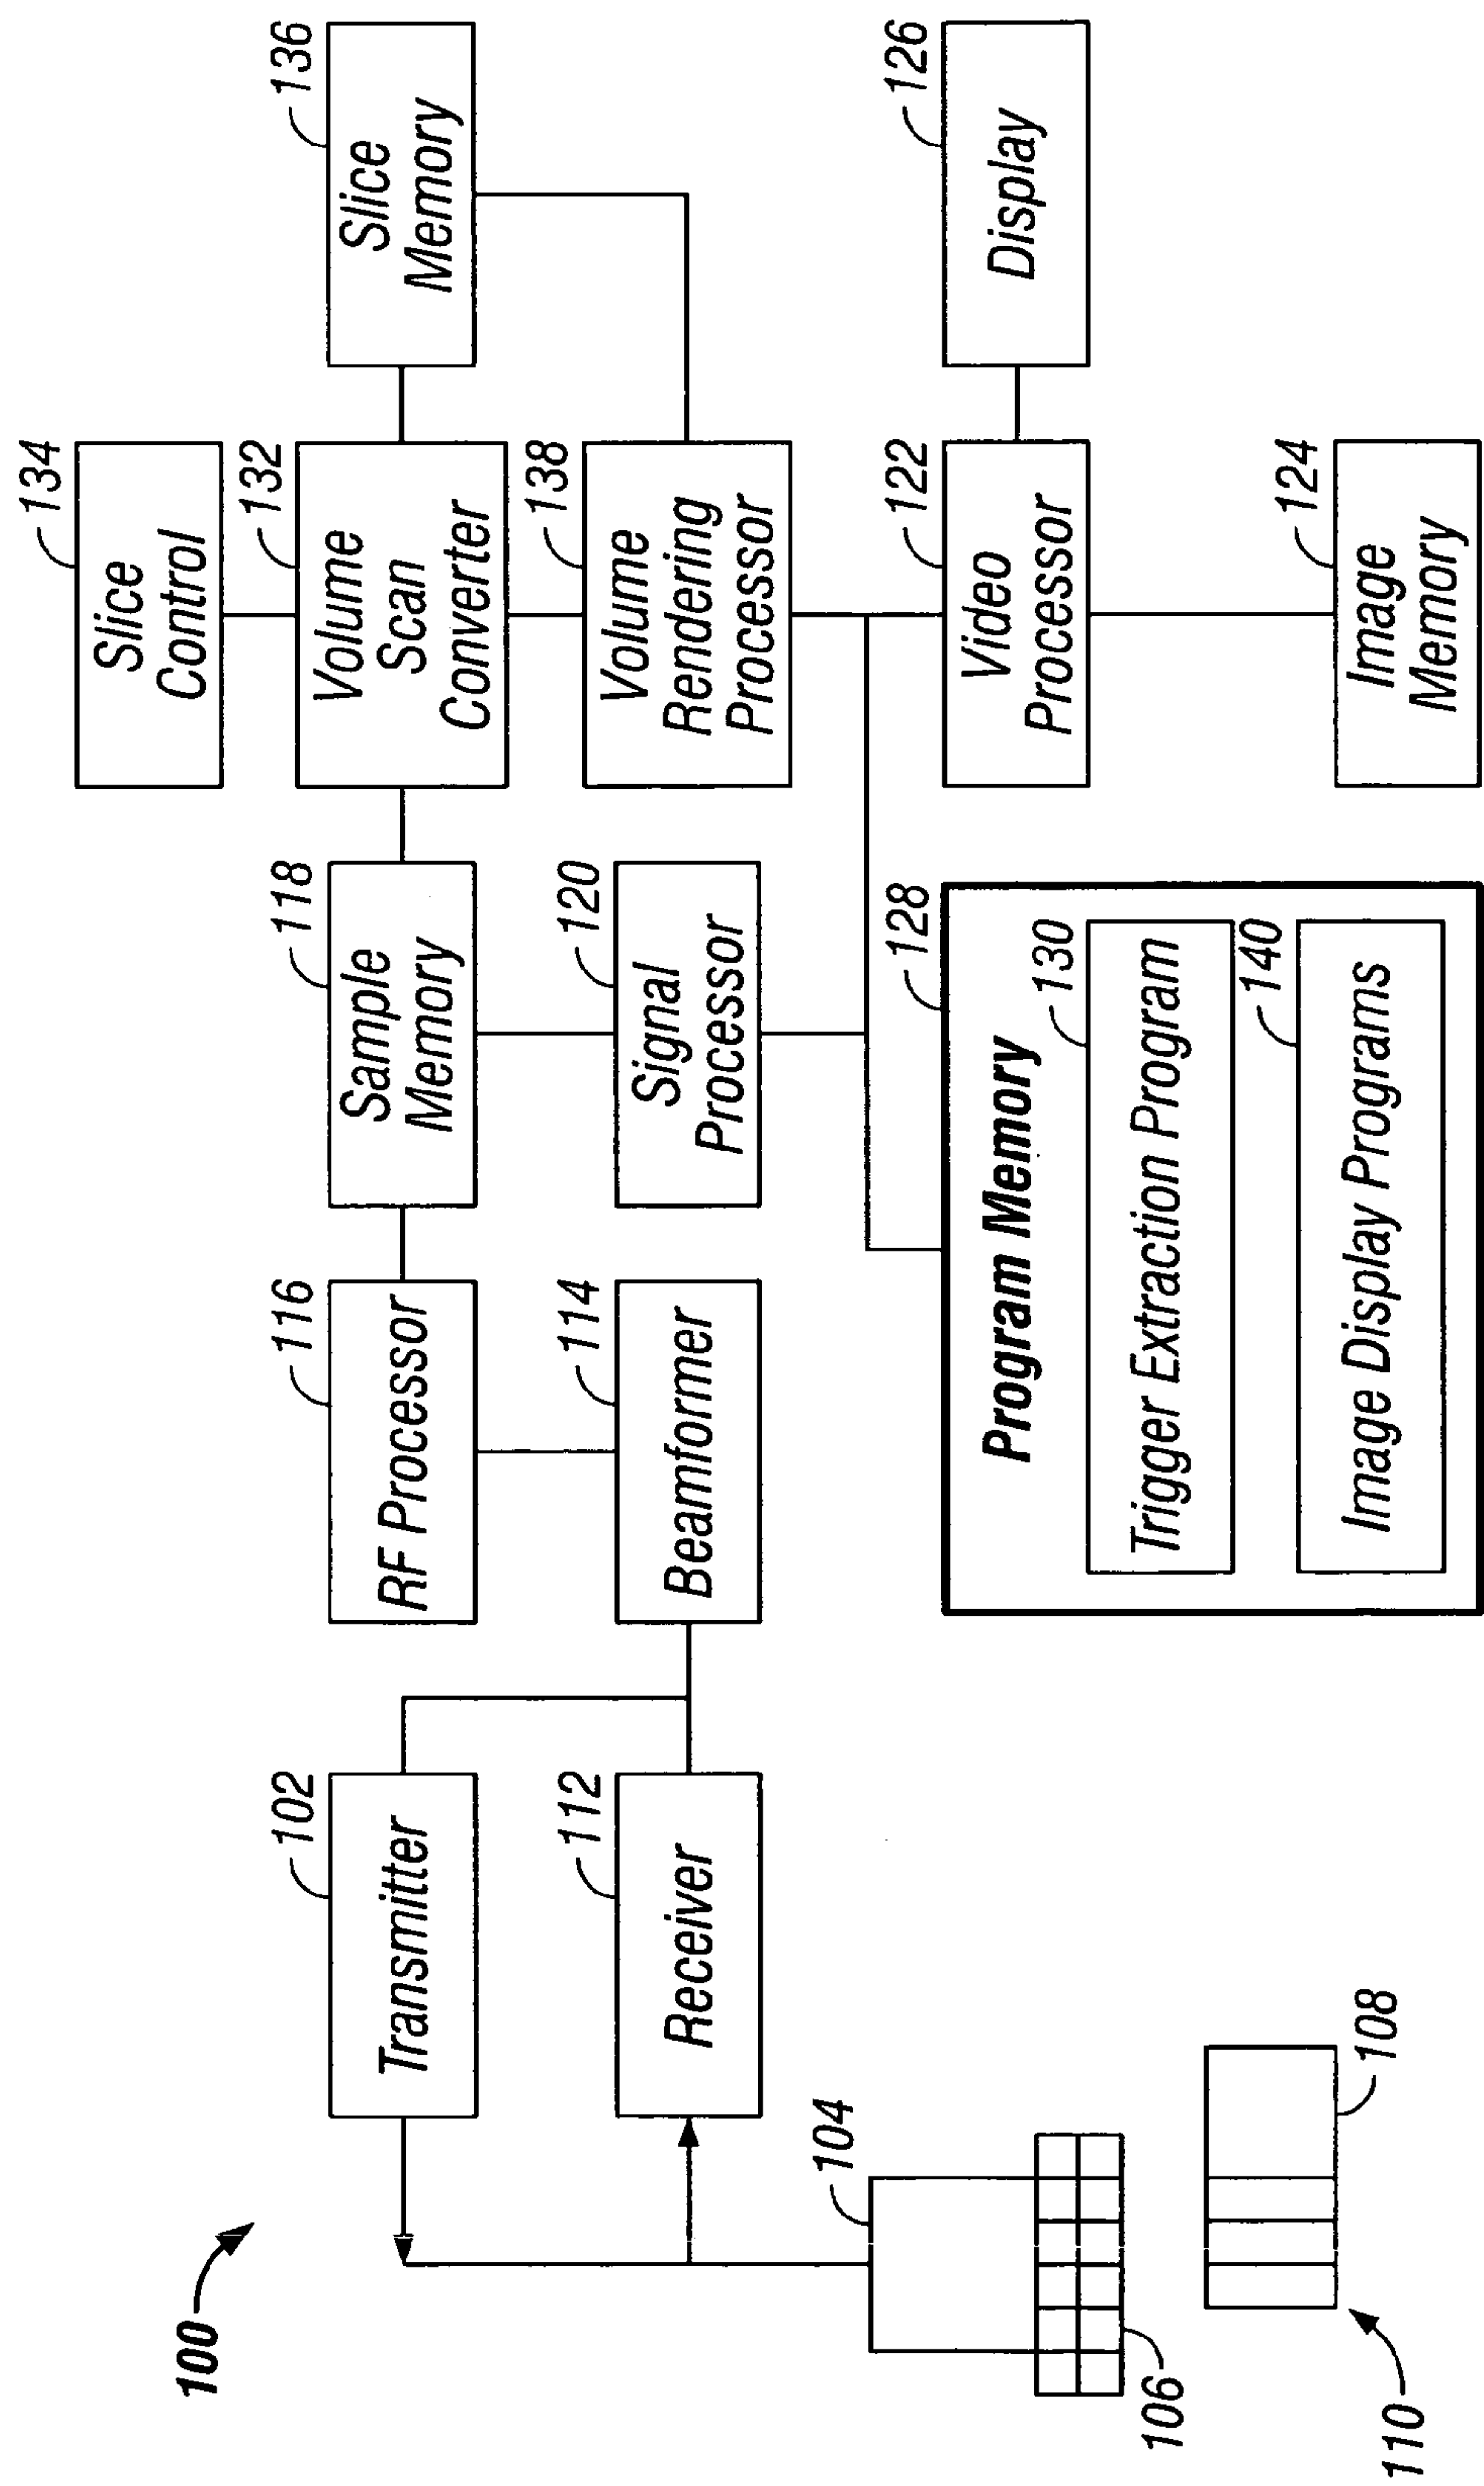 100
102
Transmitter
112
Receiver
104
106
108
110
116
RF Processor
114
Beamformer
118
Sample
Memory
120
Signal
Processor
134
Slice
Control
132
Volume
Scan
Converter
138
Volume
Rendering
Processor
136
Slice
Memory
122
Video
Processor
126
Display
124
Image
Memory
128
Program Memory
130
Trigger Extraction Program
140
Image Display Programs